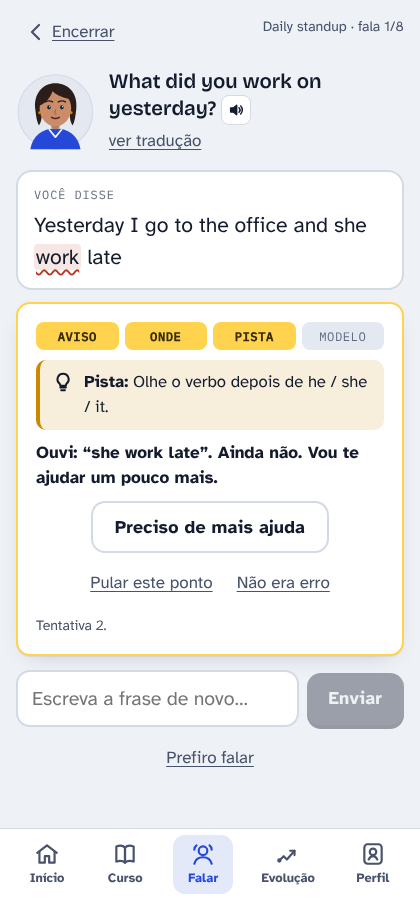 Encerrar
Daily standup · fala 1/8
What did you work on
yesterday?
ver tradução
VOCÊ DISSE
Yesterday I go to the office and she
work late
AVISO
ONDE
PISTA
MODELO
Pista: Olhe o verbo depois de he / she
/ it.
Ouvi: “she work late”. Ainda não. Vou te
ajudar um pouco mais.
Preciso de mais ajuda
Pular este ponto
Não era erro
Tentativa 2.
Escreva a frase de novo...
Enviar
Prefiro falar
Início
Curso
Falar
Evolução
Perfil